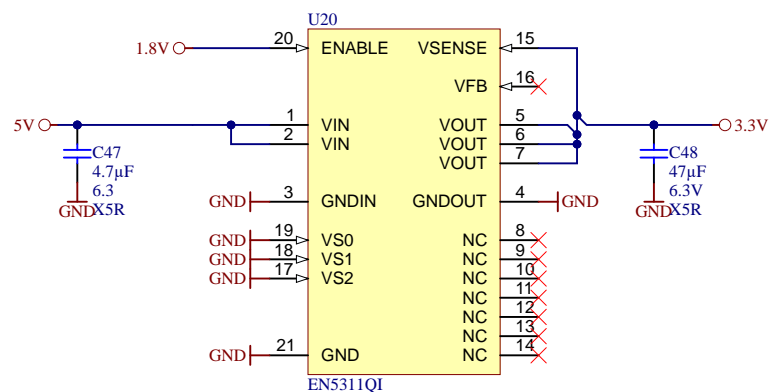 U20
1.8V 20 ENABLE VSENSE 15
VFB 16
5V 1 VIN VOUT 5 3.3V
2 VIN VOUT 6
VOUT 7
C47
4.7µF
6.3
X5R
GND
C48
47µF
6.3V
X5R
GND
GND 3 GNDIN GNDOUT 4 GND
GND 19 VS0 NC 8
GND 18 VS1 NC 9
GND 17 VS2 NC 10
NC 11
NC 12
NC 13
GND 21 GND NC 14
EN5311QI